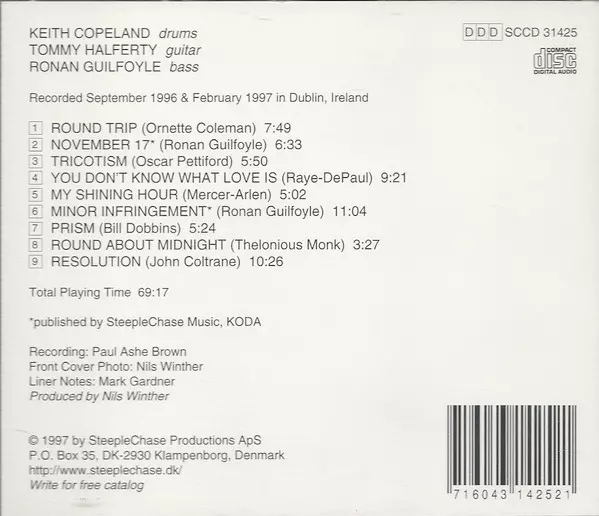 KEITH COPELAND drums
TOMMY HALFERTY guitar
RONAN GUILFOYLE bass
DDD SCCD 31425
COMPACT
disc
DIGITAL AUDIO
Recorded September 1996 & February 1997 in Dublin, Ireland
1 ROUND TRIP (Ornette Coleman) 7:49
2 NOVEMBER 17* (Ronan Guilfoyle) 6:33
3 TRICOTISM (Oscar Pettiford) 5:50
4 YOU DON'T KNOW WHAT LOVE IS (Raye-DePaul) 9:21
5 MY SHINING HOUR (Mercer-Arlen) 5:02
6 MINOR INFRINGEMENT* (Ronan Guilfoyle) 11:04
7 PRISM (Bill Dobbins) 5:24
8 ROUND ABOUT MIDNIGHT (Thelonious Monk) 3:27
9 RESOLUTION (John Coltrane) 10:26
Total Playing Time 69:17
*published by SteepleChase Music, KODA
Recording: Paul Ashe Brown
Front Cover Photo: Nils Winther
Liner Notes: Mark Gardner
Produced by Nils Winther
© 1997 by SteepleChase Productions ApS
P.O. Box 35, DK-2930 Klampenborg, Denmark
http://www.steeplechase.dk/
Write for free catalog
716043 142521